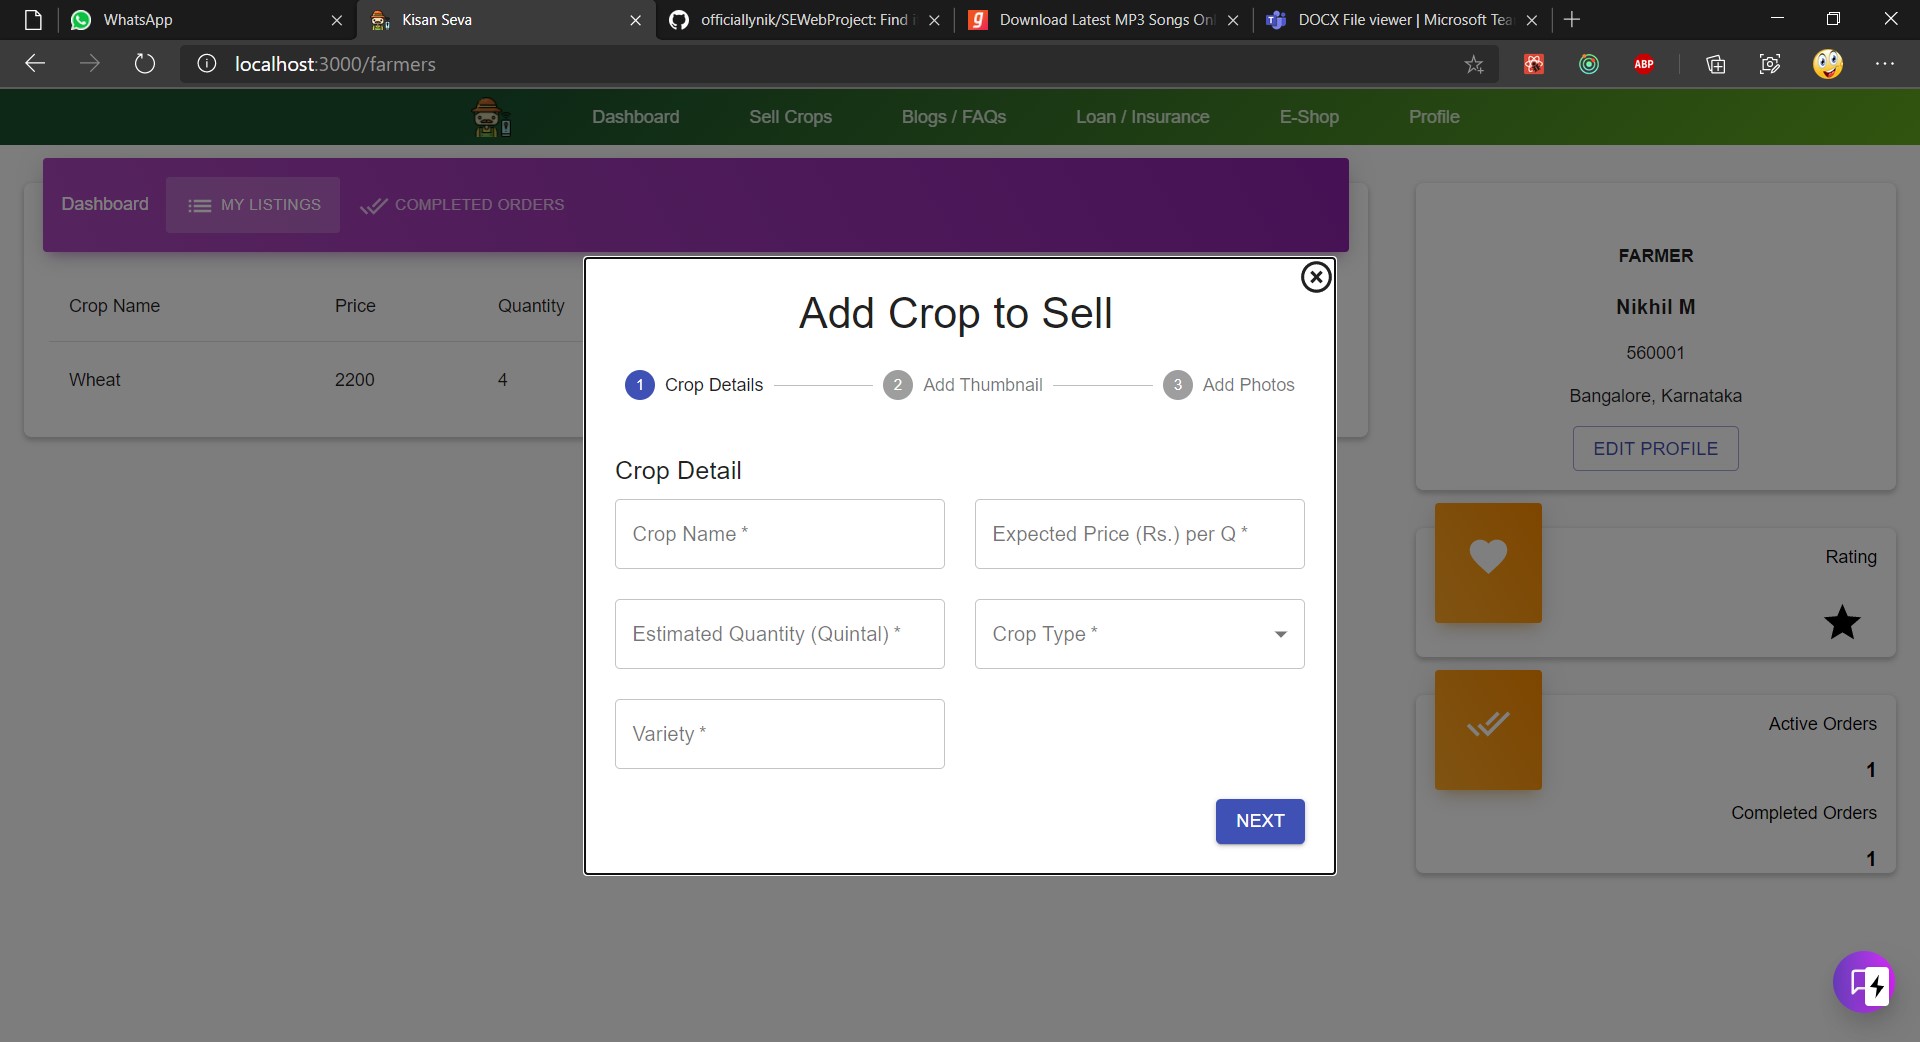 WhatsApp
Kisan Seva
officiallynik/SEWebProject: Find i
Download Latest MP3 Songs Onl
DOCX File viewer | Microsoft Tea
localhost:3000/farmers
ABP
Dashboard
Sell Crops
Blogs / FAQs
Loan / Insurance
E-Shop
Profile
Dashboard
MY LISTINGS
COMPLETED ORDERS
Crop Name Price Quantity
Wheat 2200 4
Add Crop to Sell
1 Crop Details
2 Add Thumbnail
3 Add Photos
Crop Detail
Crop Name *
Expected Price (Rs.) per Q *
Estimated Quantity (Quintal) *
Crop Type *
Variety *
NEXT
FARMER
Nikhil M
560001
Bangalore, Karnataka
EDIT PROFILE
Rating
Active Orders
1
Completed Orders
1